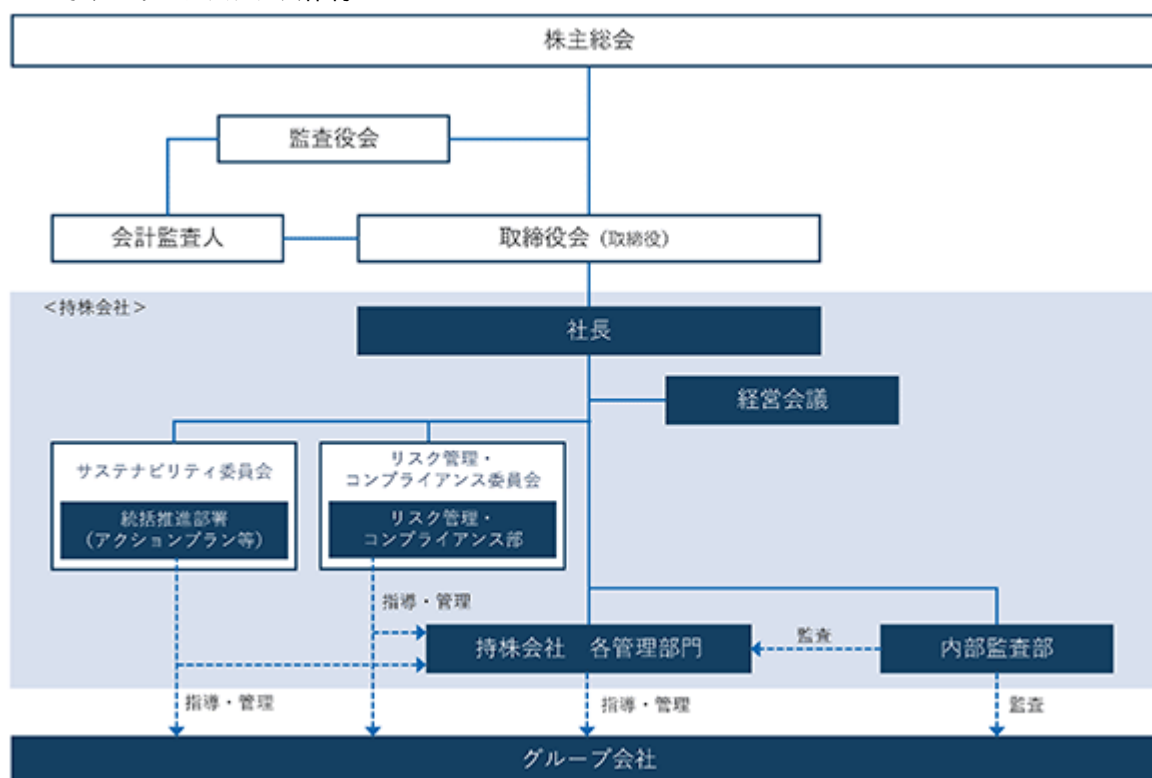 株主総会
監査役会
会計監査人
取締役会 (取締役)
＜持株会社＞
社長
経営会議
サステナビリティ委員会
統括推進部署
(アクションプラン等)
リスク管理・
コンプライアンス委員会
リスク管理・
コンプライアンス部
指導・管理
持株会社 各管理部門
監査
内部監査部
指導・管理
指導・管理
監査
グループ会社